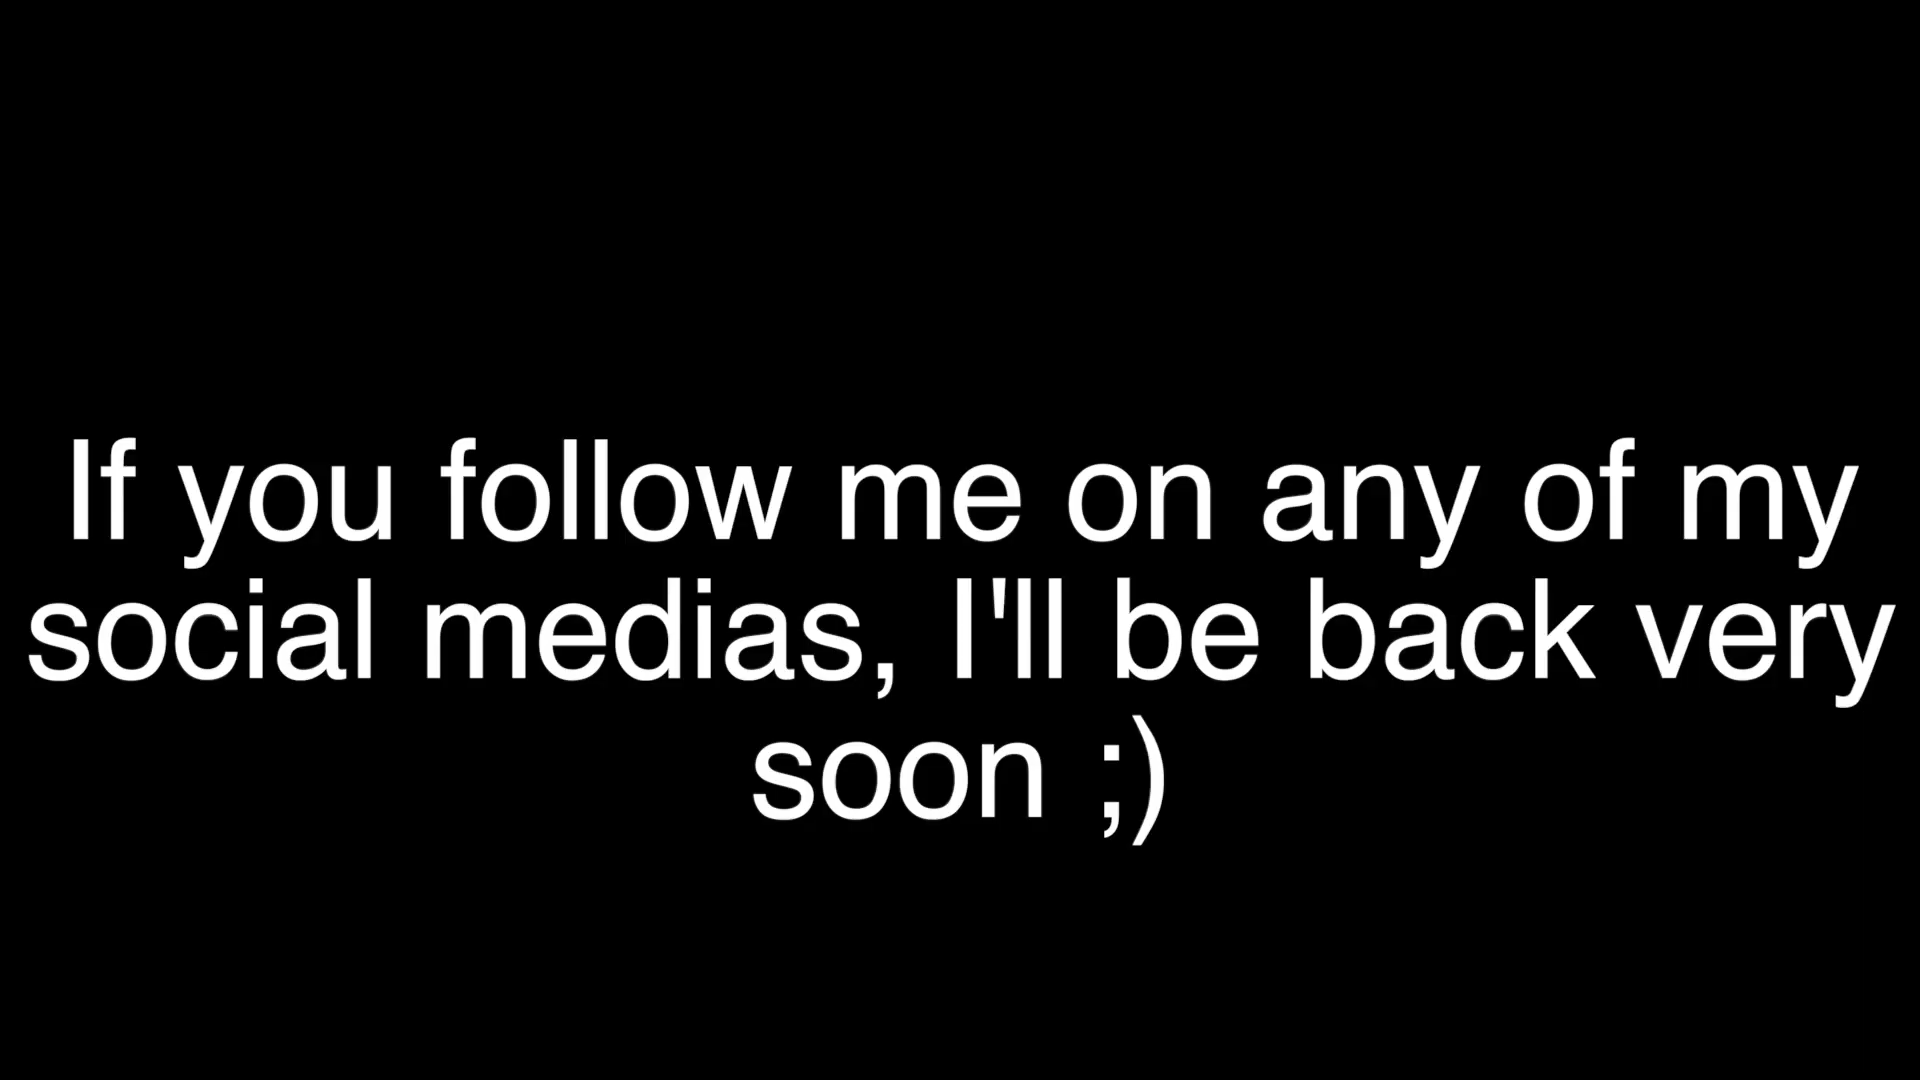 If you follow me on any of my
social medias, I'll be back very
soon ;)